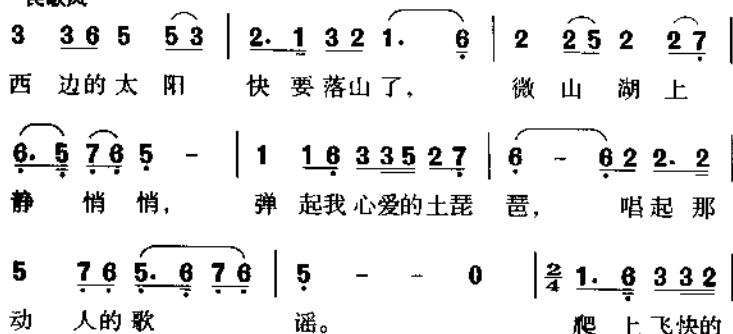 民歌风
3 3 6 5 5 3 | 2. 1 3 2 1. 6 | 2 2 5 2 2 7 |
西 边的太 阳 快 要 落山了, 微 山 湖 上
6. 5 7 6 5 - | 1 1 6 3 3 5 2 7 | 6 - 6 2 2. 2
静 悄 悄, 弹 起我心爱的土琵 琶, 唱起 那
5 7 6 5. 6 7 6 | 5 - - 0 | 2/4 1. 6 3 3 2 |
动 人的歌 谣。 爬 上飞快的